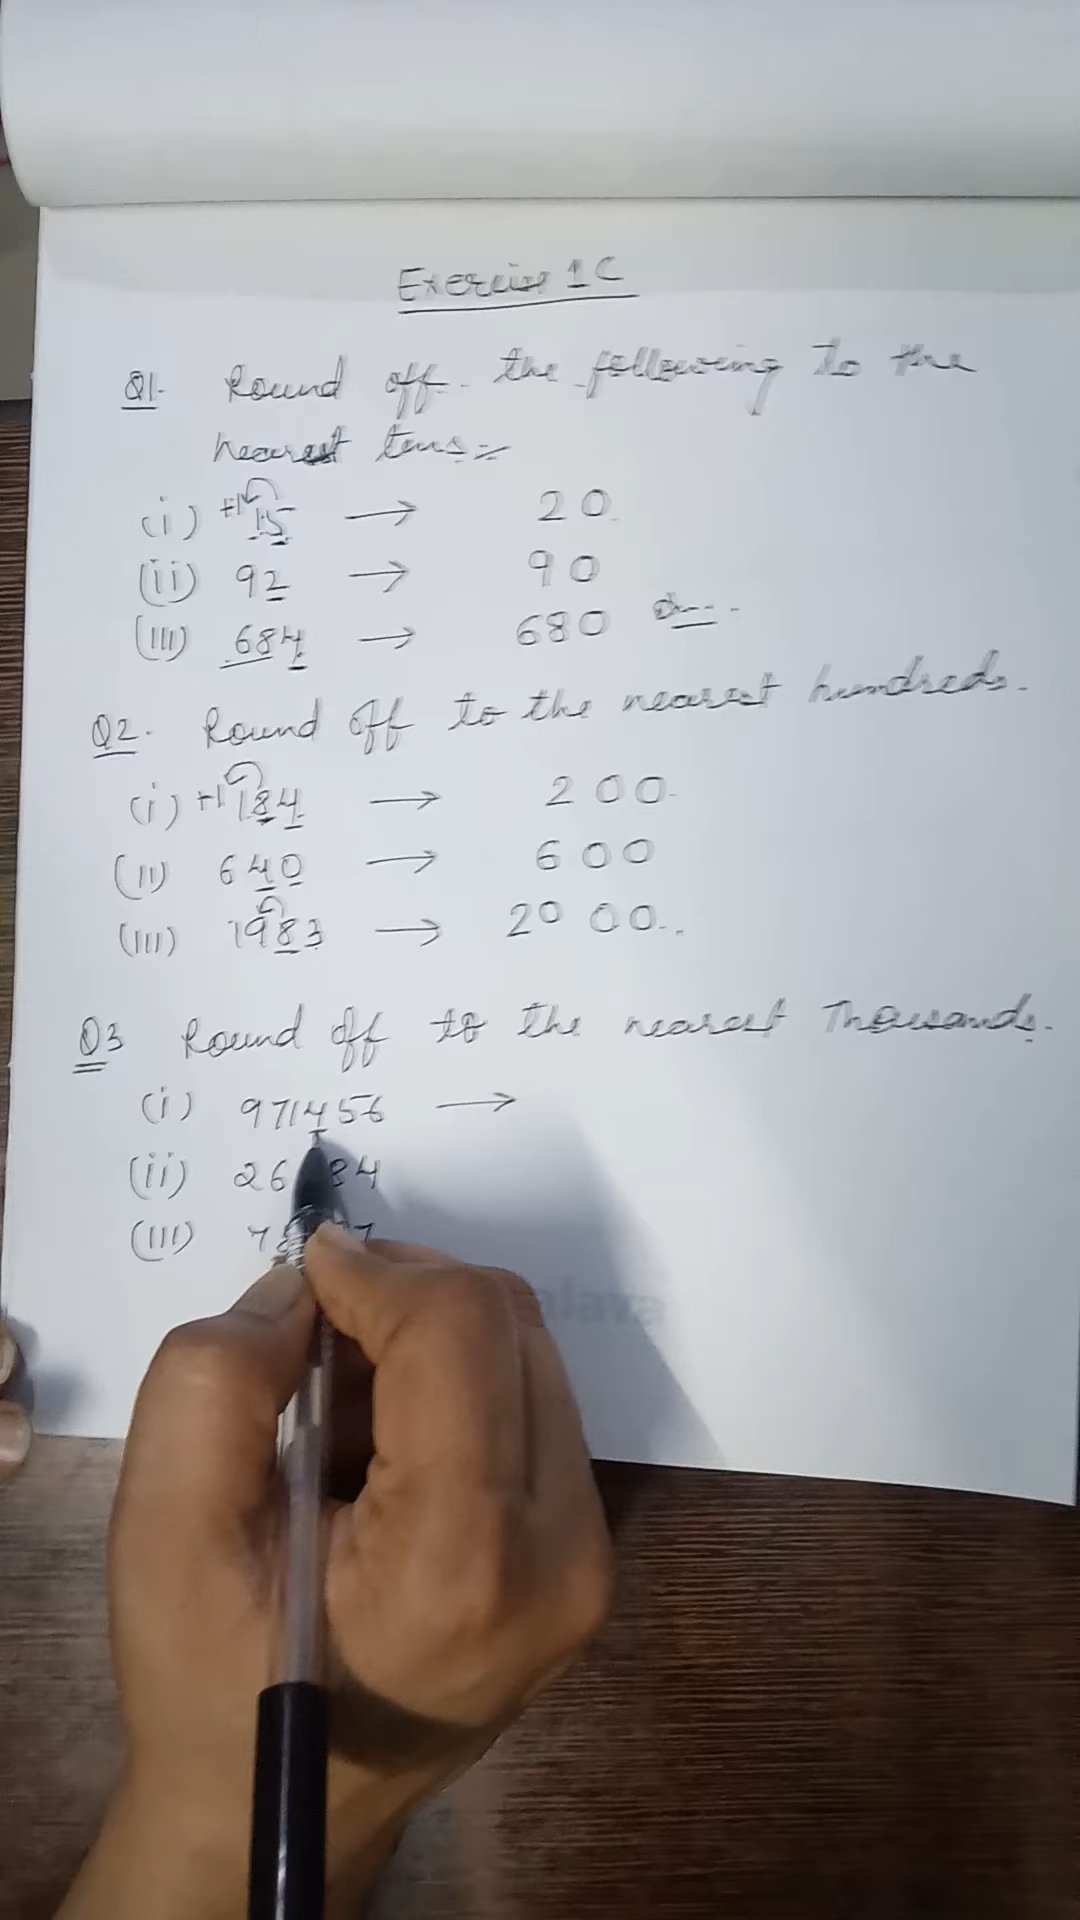 Exercise 1C
Q1. Round off the following to the
nearest tens:-
(i) +1 15 → 20
(ii) 92 → 90
(iii) 684 → 680
Q2. Round off to the nearest hundreds.
(i) +1 184 → 200
(ii) 640 → 600
(iii) 1983 → 2000
Q3 Round off to the nearest Thousands.
(i) 971456 →
(ii)
(iii)